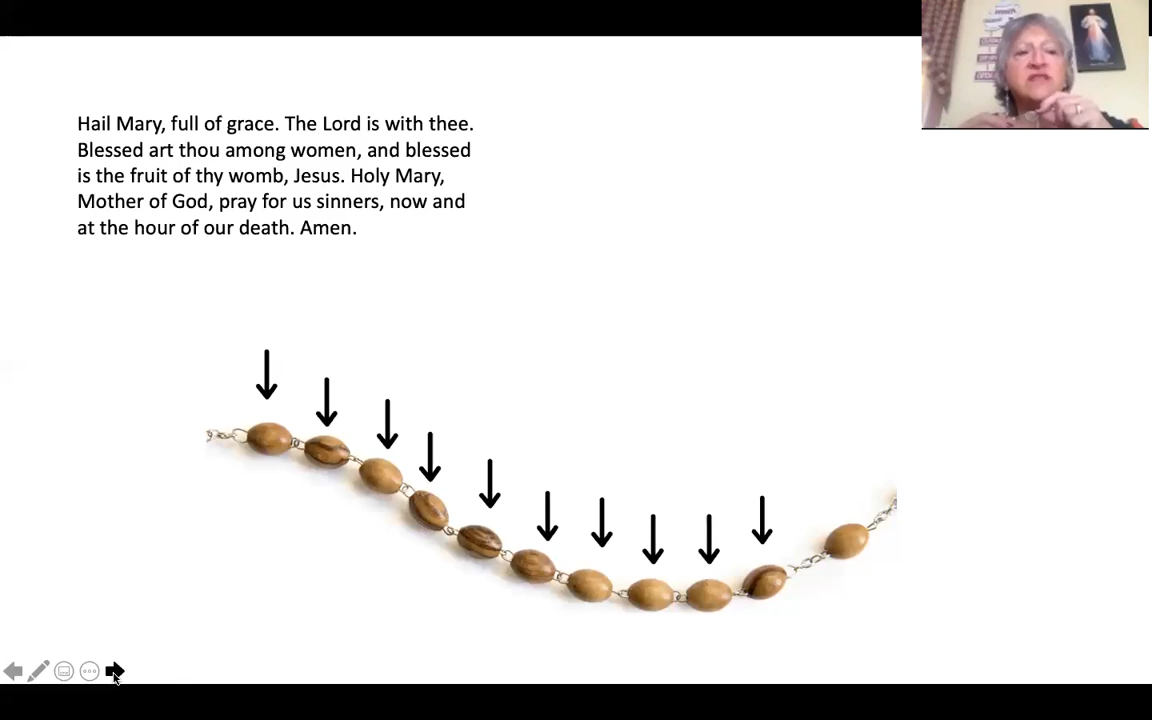 Hail Mary, full of grace. The Lord is with thee.
Blessed art thou among women, and blessed
is the fruit of thy womb, Jesus. Holy Mary,
Mother of God, pray for us sinners, now and
at the hour of our death. Amen.